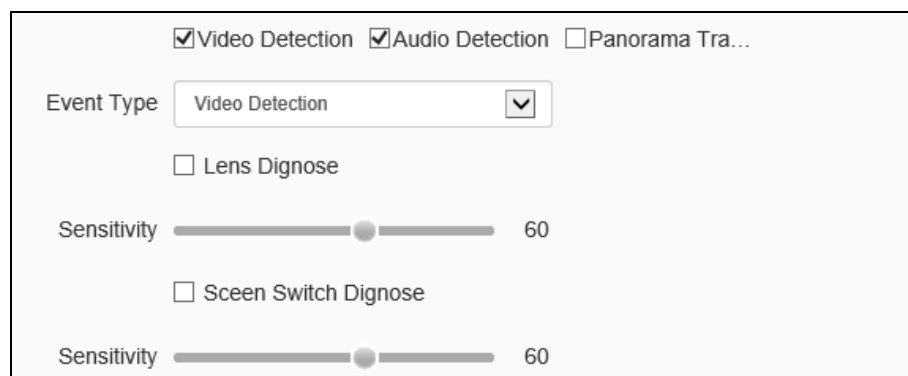 Video Detection Audio Detection Panorama Tra...
Event Type Video Detection
Lens Dignose
Sensitivity 60
Sceen Switch Dignose
Sensitivity 60